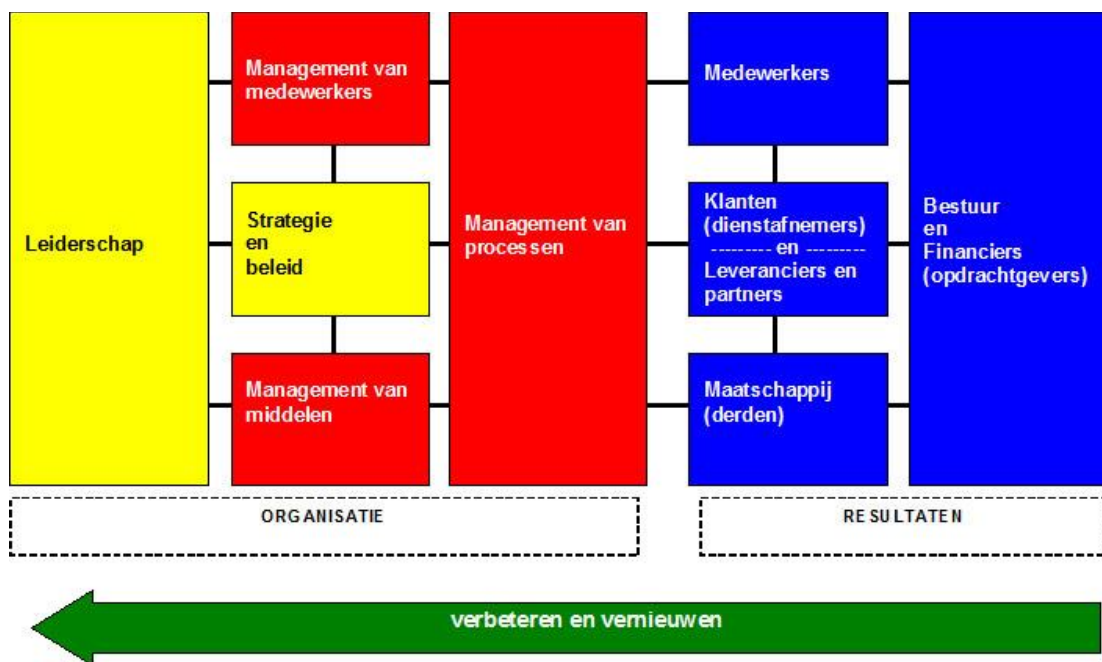 Leiderschap
Management van
medewerkers
Strategie
en
beleid
Management van
middelen
Management van
processen
Medewerkers
Klanten
(dienstafnemers)
--------- en ---------
Leveranciers en
partners
Maatschappij
(derden)
Bestuur
en
Financiers
(opdrachtgevers)
ORGANISATIE
RESULTATEN
verbeteren en vernieuwen